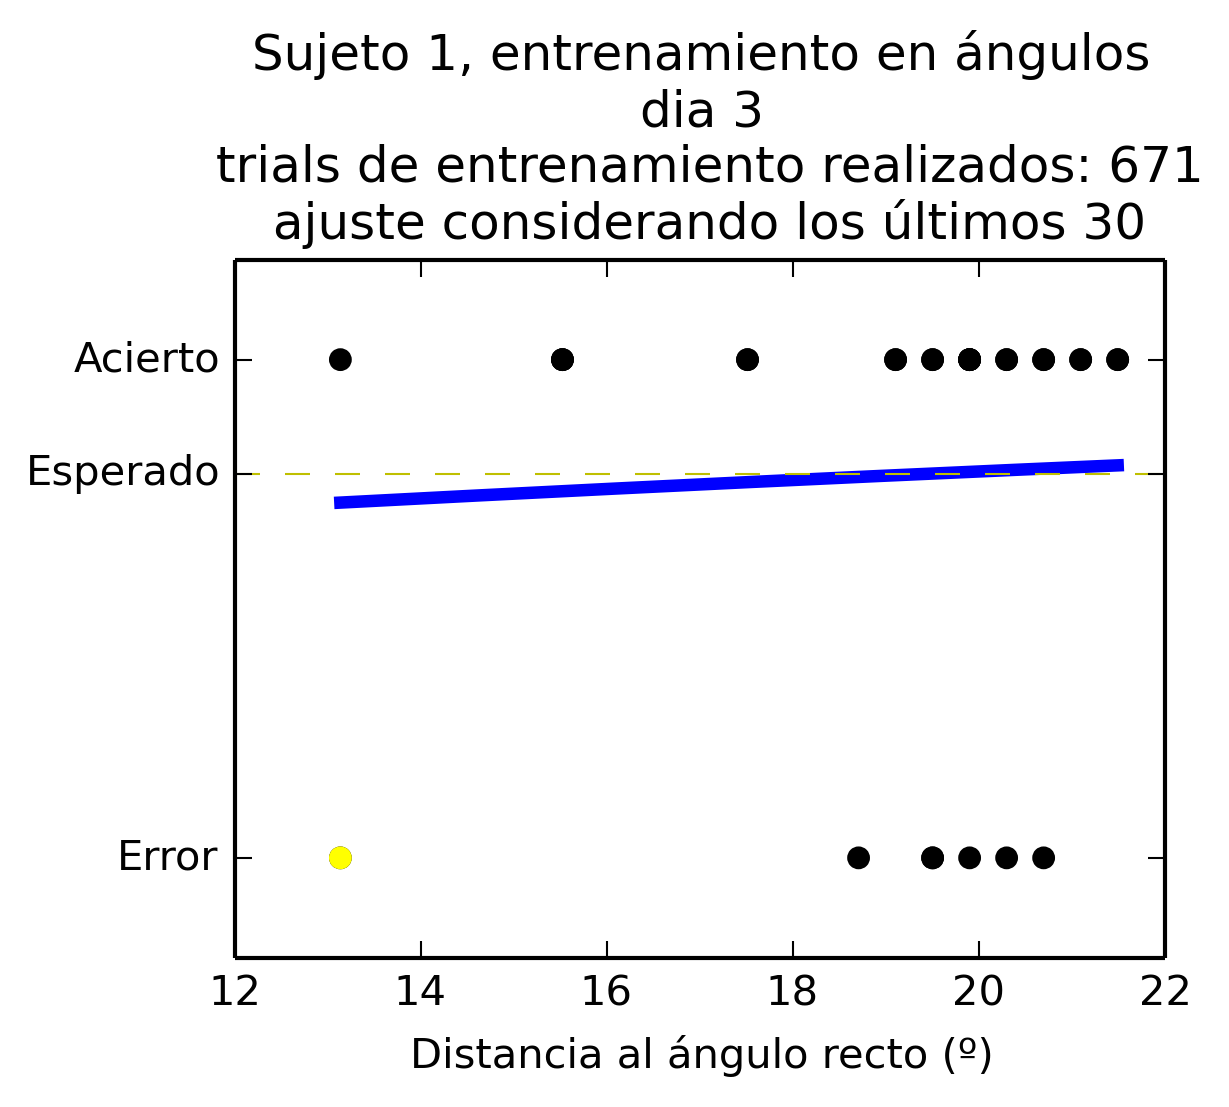 Sujeto 1, entrenamiento en ángulos
dia 3
trials de entrenamiento realizados: 671
ajuste considerando los últimos 30
Acierto
Esperado
Error
12 14 16 18 20 22
Distancia al ángulo recto (º)